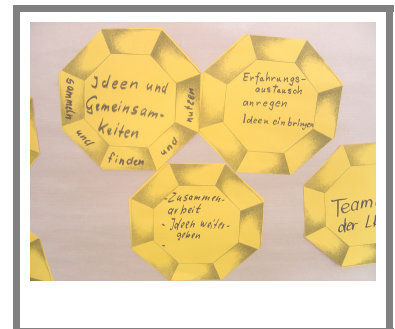 Ideen und
Gemeinsam-
keiten
sammeln
und
finden
und
nutzen
Erfahrungs-
austausch
anregen
Ideen einbringen
-Zusammen-
arbeit
- Ideen weiter-
geben
-
Team
der